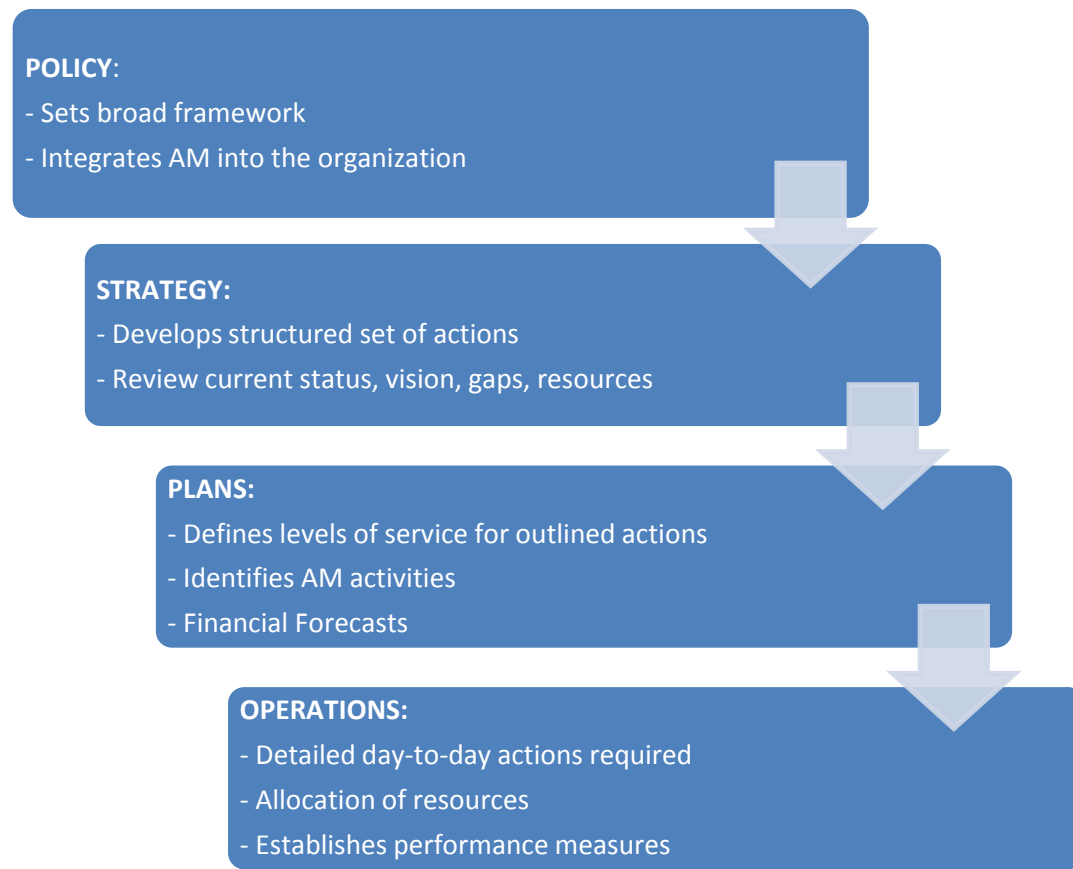 POLICY:
- Sets broad framework
- Integrates AM into the organization
STRATEGY:
- Develops structured set of actions
- Review current status, vision, gaps, resources
PLANS:
- Defines levels of service for outlined actions
- Identifies AM activities
- Financial Forecasts
OPERATIONS:
- Detailed day-to-day actions required
- Allocation of resources
- Establishes performance measures